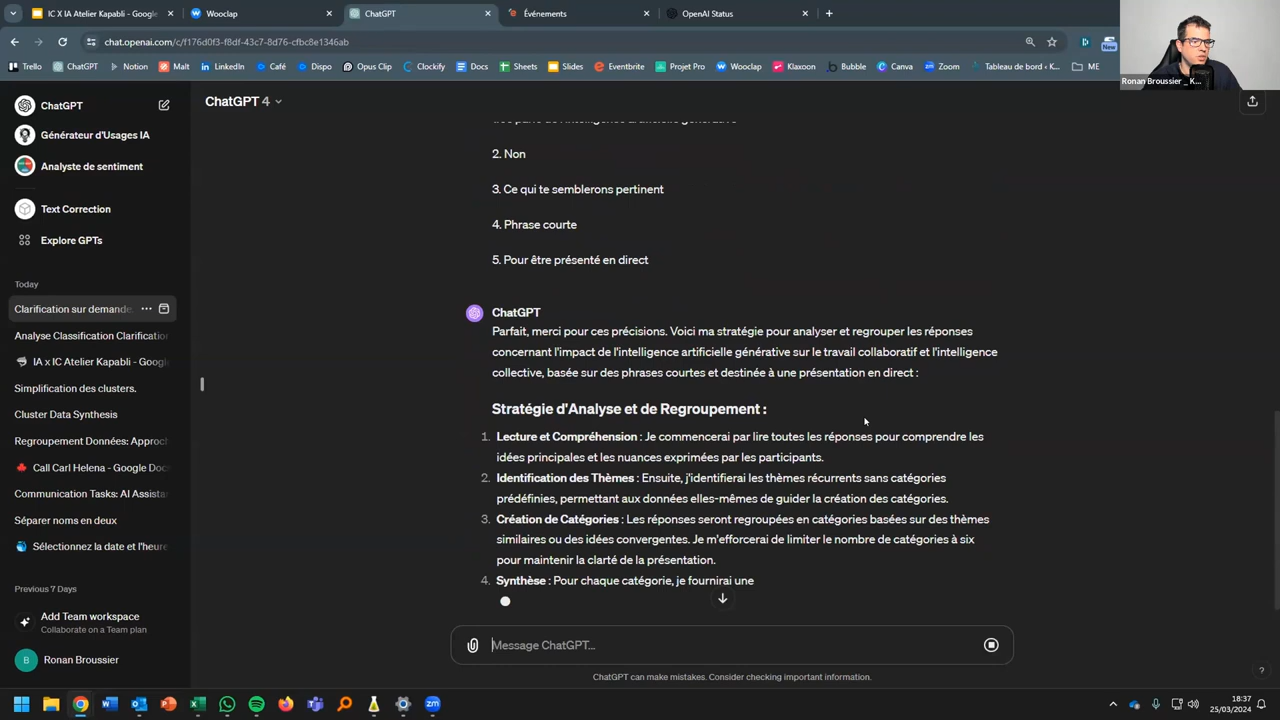 IC X IA Atelier Kapabli - Google
Wooclap
ChatGPT
Événements
OpenAI Status
chat.openai.com/c/f176d0f3-f8df-43c7-8d76-cfbc8e1346ab
New
Trello
ChatGPT
Notion
Malt
LinkedIn
Café
Dispo
Opus Clip
Clockify
Docs
Sheets
Slides
Eventbrite
Projet Pro
Wooclap
Klaxoon
Bubble
Canva
Zoom
Tableau de bord ‹ K...
ME
Ronan Broussier _ K...
ChatGPT
Générateur d'Usages IA
Analyste de sentiment
Text Correction
Explore GPTs
Today
Clarification sur demande.
Analyse Classification Clarification
IA x IC Atelier Kapabli - Google
Simplification des clusters.
Cluster Data Synthesis
Regroupement Données: Approc
Call Carl Helena - Google Doc
Communication Tasks: AI Assista
Séparer noms en deux
Sélectionnez la date et l'heure
Previous 7 Days
Add Team workspace
Collaborate on a Team plan
Ronan Broussier
ChatGPT 4
2. Non
3. Ce qui te semblerons pertinent
4. Phrase courte
5. Pour être présenté en direct
ChatGPT
Parfait, merci pour ces précisions. Voici ma stratégie pour analyser et regrouper les réponses
concernant l'impact de l'intelligence artificielle générative sur le travail collaboratif et l'intelligence
collective, basée sur des phrases courtes et destinée à une présentation en direct :
Stratégie d'Analyse et de Regroupement :
1. Lecture et Compréhension : Je commencerai par lire toutes les réponses pour comprendre les
idées principales et les nuances exprimées par les participants.
2. Identification des Thèmes : Ensuite, j'identifierai les thèmes récurrents sans catégories
prédéfinies, permettant aux données elles-mêmes de guider la création des catégories.
3. Création de Catégories : Les réponses seront regroupées en catégories basées sur des thèmes
similaires ou des idées convergentes. Je m'efforcerai de limiter le nombre de catégories à six
pour maintenir la clarté de la présentation.
4. Synthèse : Pour chaque catégorie, je fournirai une
Message ChatGPT...
ChatGPT can make mistakes. Consider checking important information.
?
18:37
25/03/2024